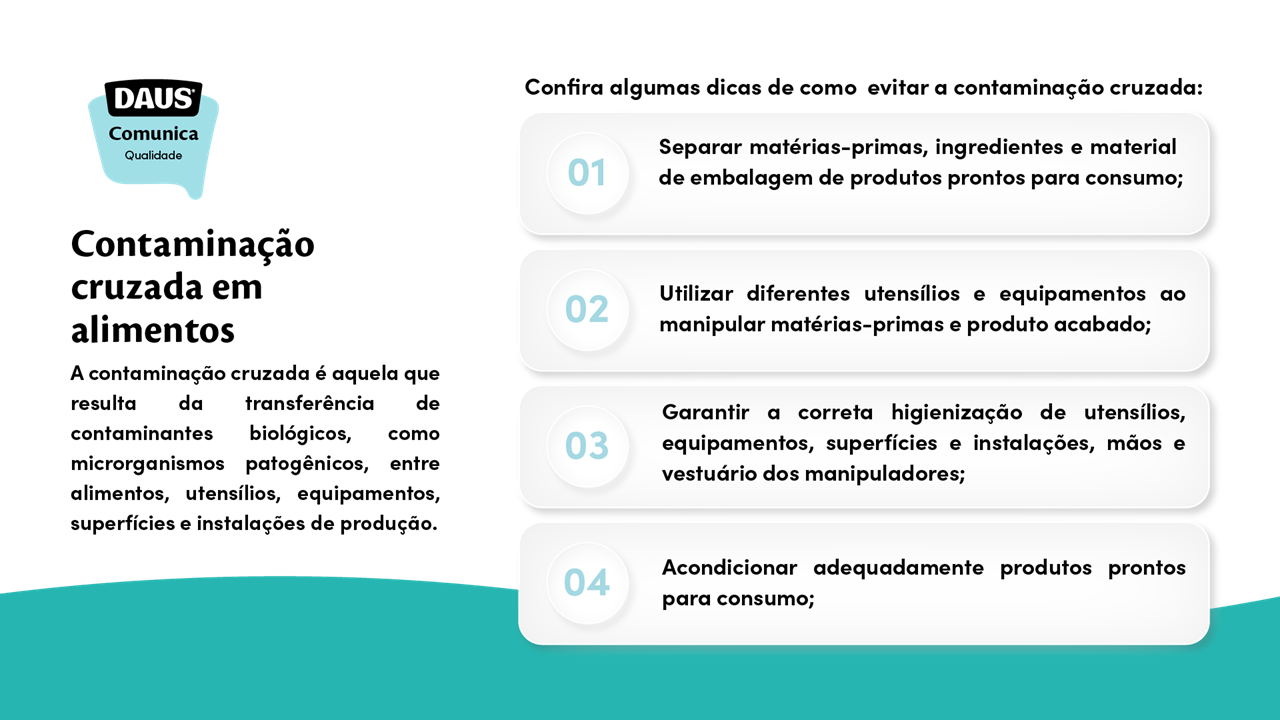 DAUS®
Comunica
Qualidade
Contaminação
cruzada em
alimentos
A contaminação cruzada é aquela que
resulta da transferência de
contaminantes biológicos, como
microrganismos patogênicos, entre
alimentos, utensílios, equipamentos,
superfícies e instalações de produção.
Confira algumas dicas de como evitar a contaminação cruzada:
01
Separar matérias-primas, ingredientes e material
de embalagem de produtos prontos para consumo;
02
Utilizar diferentes utensílios e equipamentos ao
manipular matérias-primas e produto acabado;
03
Garantir a correta higienização de utensílios,
equipamentos, superfícies e instalações, mãos e
vestuário dos manipuladores;
04
Acondicionar adequadamente produtos prontos
para consumo;